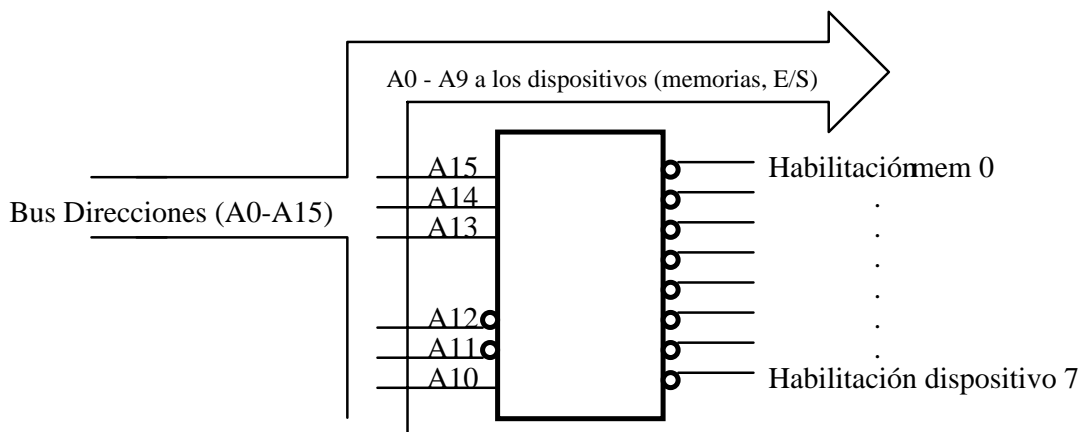 A0 - A9 a los dispositivos (memorias, E/S)
A15
Habilitaciónmem 0
A14
Bus Direcciones (A0-A15)
A13
A12
A11
A10
Habilitación dispositivo 7